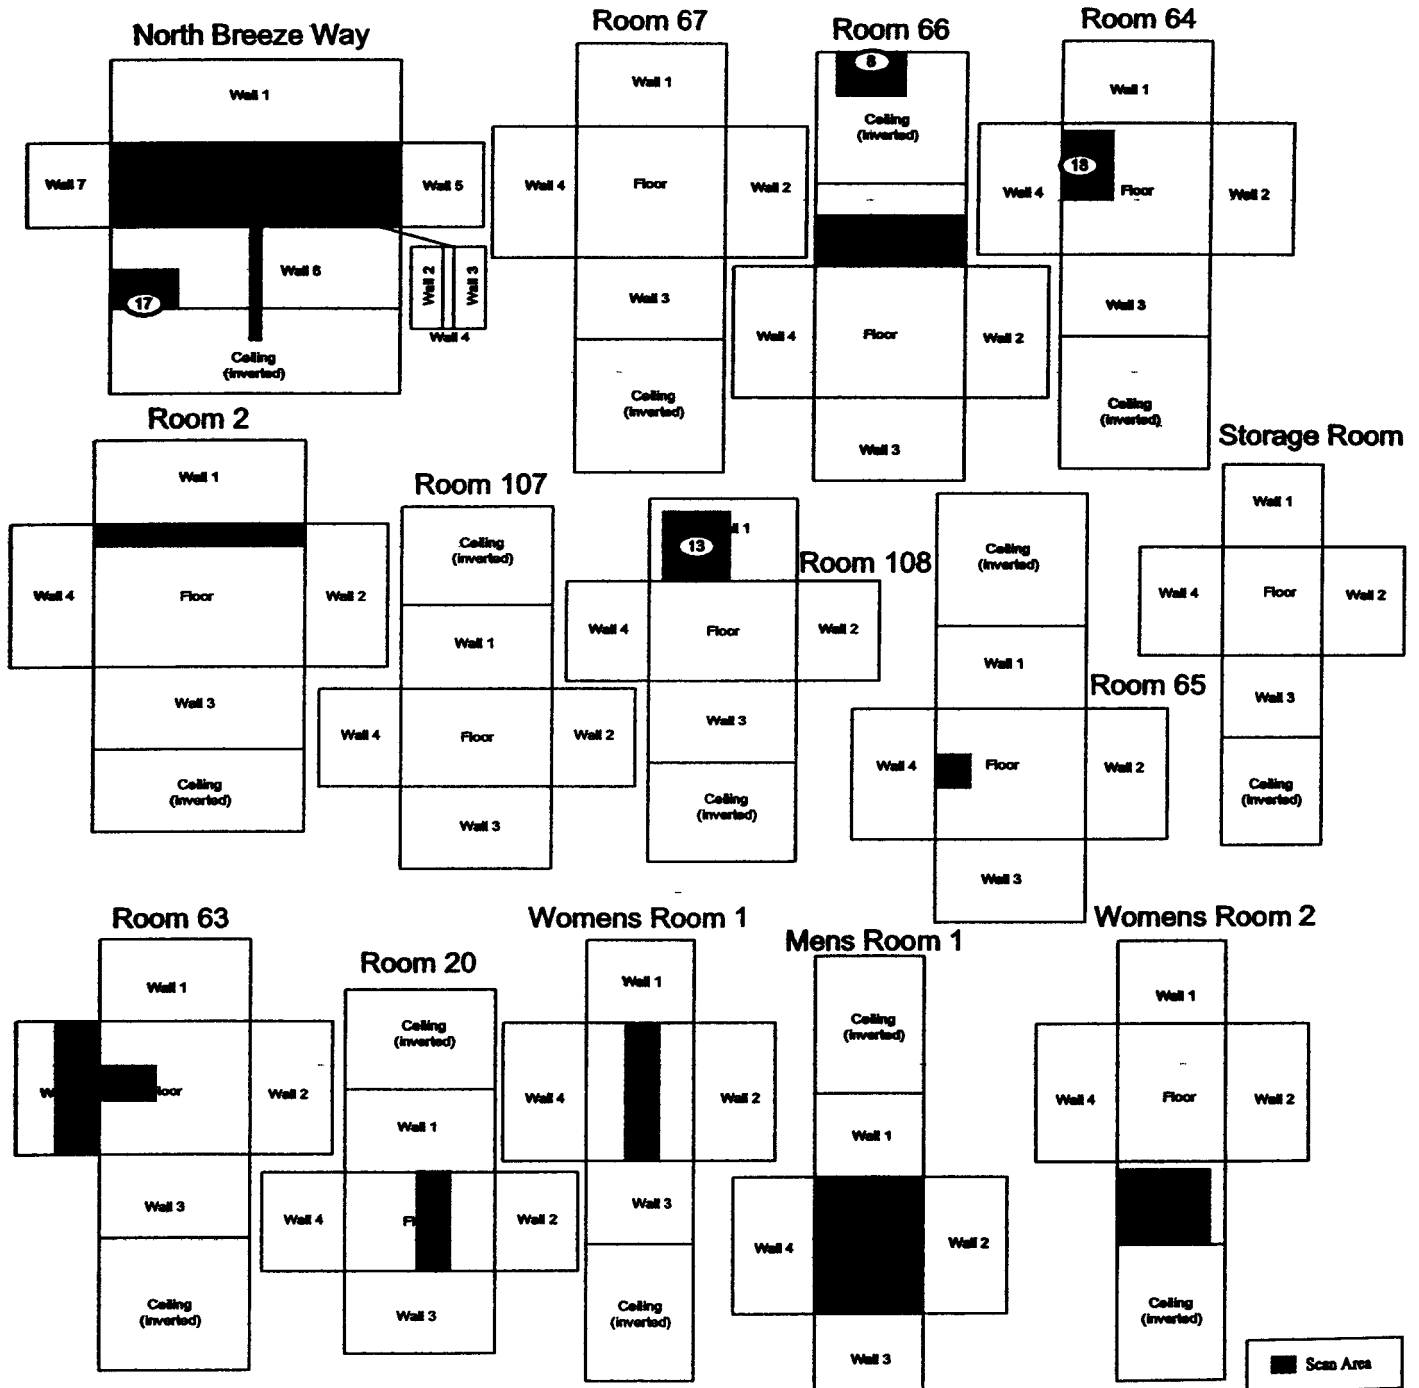 North Breeze Way
Wall 1
Wall 7
Wall 5
Wall 6
17
Wall 2
Wall 3
Wall 4
Ceiling
(inverted)
Room 67
Wall 1
Wall 4
Floor
Wall 2
Wall 3
Ceiling
(inverted)
Room 66
8
Ceiling
(inverted)
Wall 4
Floor
Wall 2
Wall 3
Room 64
Wall 1
18
Wall 4
Floor
Wall 2
Wall 3
Ceiling
(inverted)
Room 2
Wall 1
Wall 4
Floor
Wall 2
Wall 3
Ceiling
(inverted)
Room 107
Ceiling
(inverted)
Wall 1
Wall 4
Floor
Wall 2
Wall 3
Room 108
13
ll 1
Wall 4
Floor
Wall 2
Wall 3
Ceiling
(inverted)
Room 65
Ceiling
(inverted)
Wall 1
Wall 4
Floor
Wall 2
Wall 3
Storage Room
Wall 1
Wall 4
Floor
Wall 2
Wall 3
Ceiling
(inverted)
Room 63
Wall 1
W
loor
Wall 2
Wall 3
Ceiling
(inverted)
Room 20
Ceiling
(inverted)
Wall 1
Wall 4
Fl
Wall 2
Wall 3
Womens Room 1
Wall 1
Wall 4
Wall 2
Wall 3
Ceiling
(inverted)
Mens Room 1
Ceiling
(inverted)
Wall 1
Wall 4
Wall 2
Wall 3
Womens Room 2
Wall 1
Wall 4
Floor
Wall 2
Ceiling
(inverted)
Scan Area